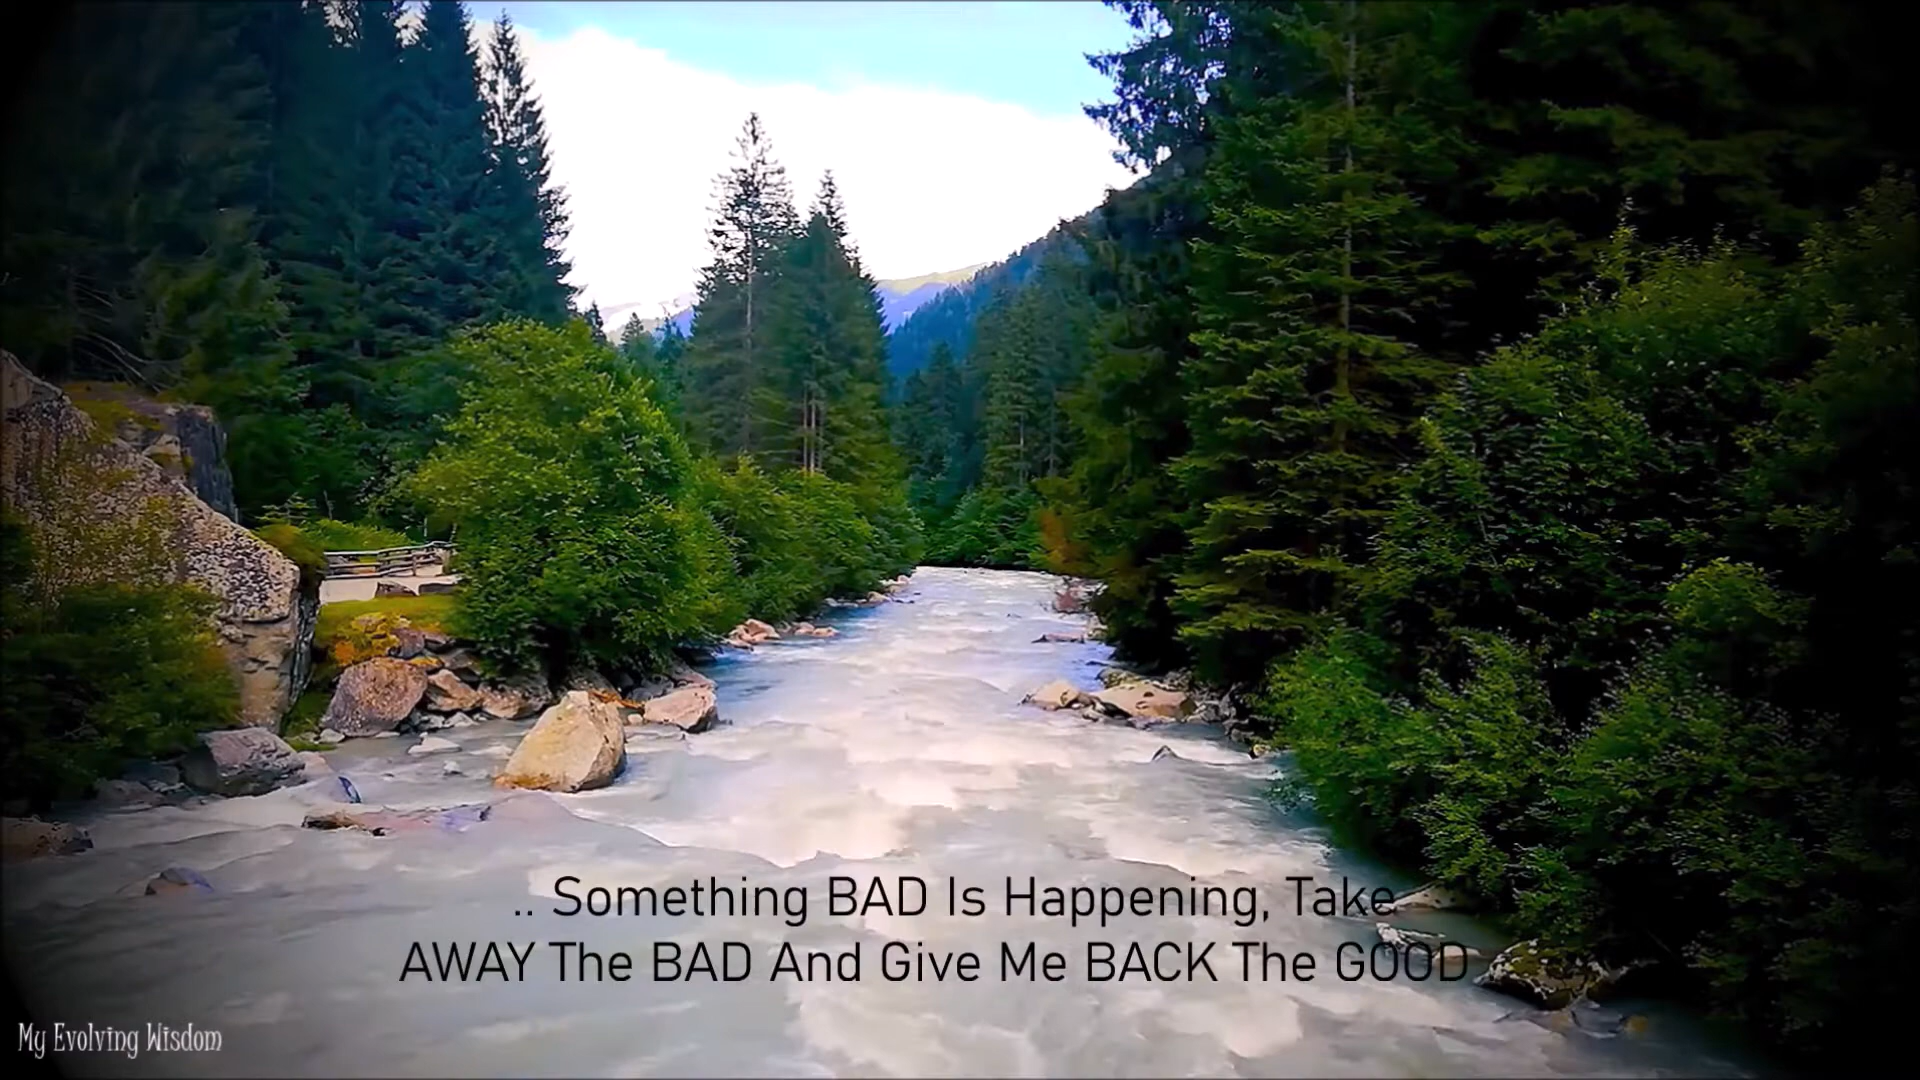 .. Something BAD Is Happening, Take
AWAY The BAD And Give Me BACK The GOOD
My Evolving Wisdom